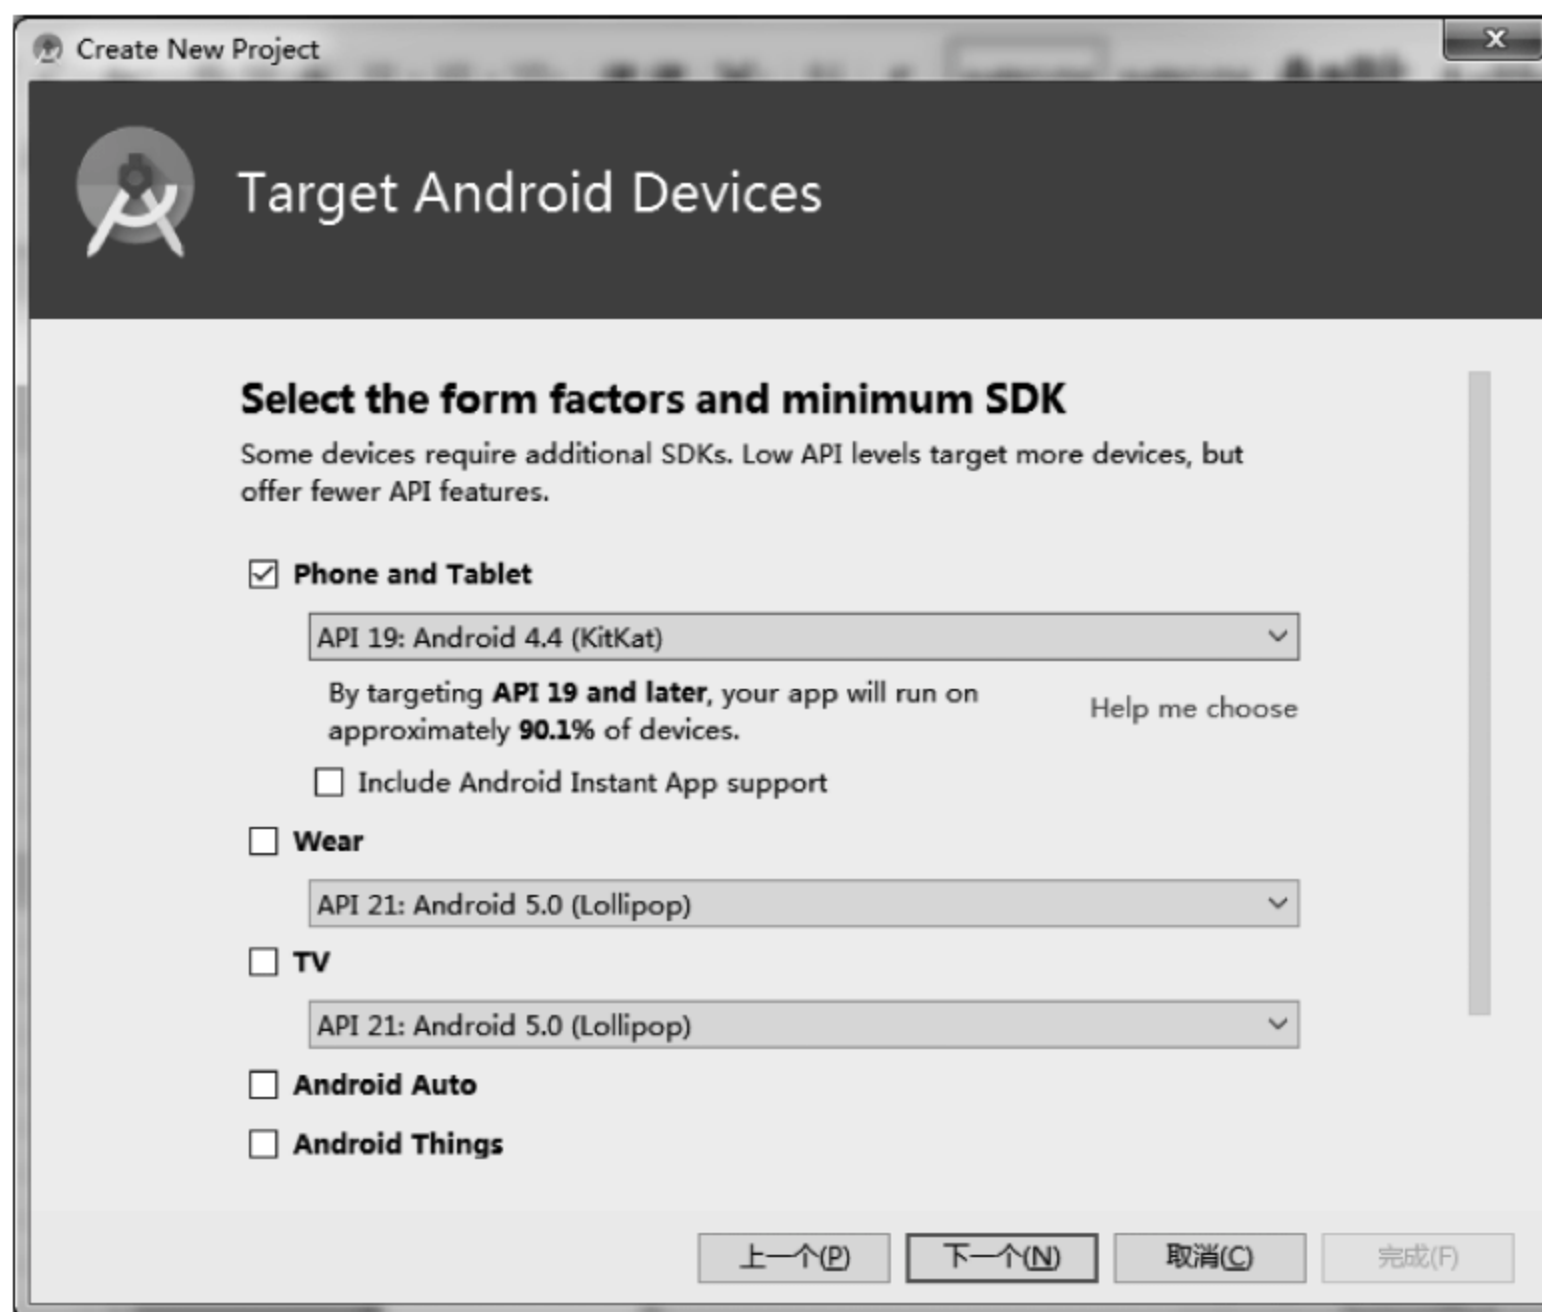 Create New Project
Target Android Devices
Select the form factors and minimum SDK
Some devices require additional SDKs. Low API levels target more devices, but
offer fewer API features.
Phone and Tablet
API 19: Android 4.4 (KitKat)
By targeting API 19 and later, your app will run on
approximately 90.1% of devices.
Help me choose
Include Android Instant App support
Wear
API 21: Android 5.0 (Lollipop)
TV
API 21: Android 5.0 (Lollipop)
Android Auto
Android Things
上一个(P) 下一个(N) 取消(C) 完成(F)